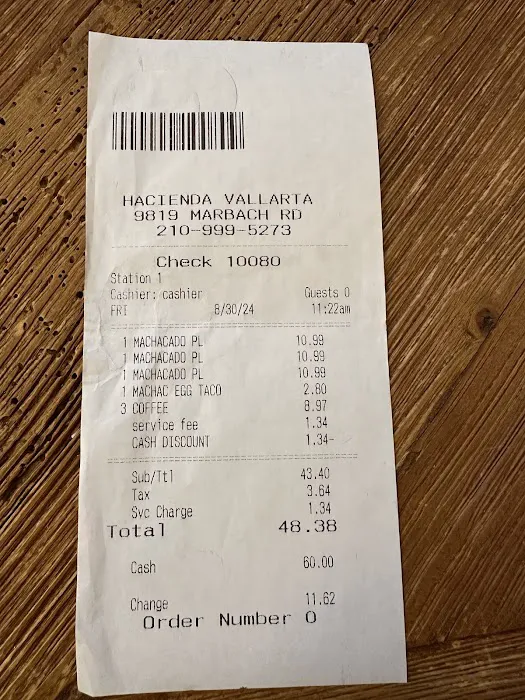 HACIENDA VALLARTA
9819 MARBACH RD
210-999-5273
Check 10080
Station 1
Cashier: cashier Guests 0
FRI 8/30/24 11:22am
1 MACHACADO PL 10.99
1 MACHACADO PL 10.99
1 MACHACADO PL 10.99
1 MACHAC EGG TACO 2.80
3 COFFEE 8.97
service fee 1.34
CASH DISCOUNT 1.34-
Sub/Ttl 43.40
Tax 3.64
Svc Charge 1.34
Total 48.38
Cash 60.00
Change 11.62
Order Number 0